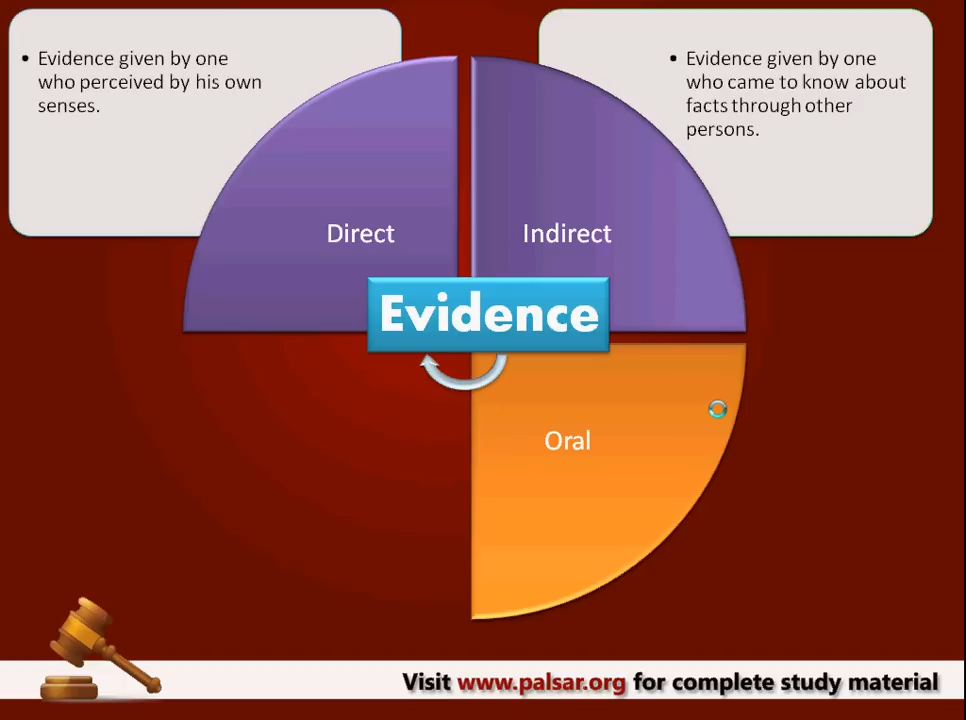 • Evidence given by one
who perceived by his own
senses.
• Evidence given by one
who came to know about
facts through other
persons.
Direct
Indirect
Evidence
Oral
Visit www.palsar.org for complete study material